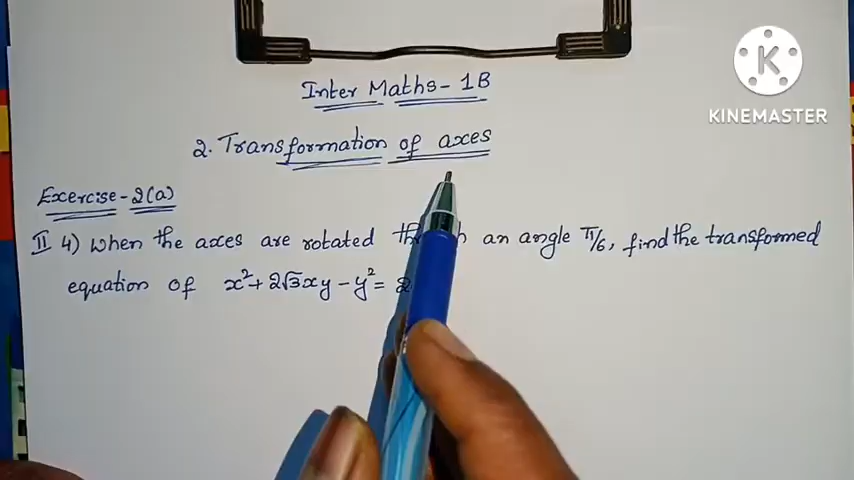 Inter Maths - 1B
2. Transformation of axes
Exercise - 2(a)
II 4) When the axes are rotated an angle π/6, find the transformed
equation of x² + 2√3xy - y² = 2
KINEMASTER